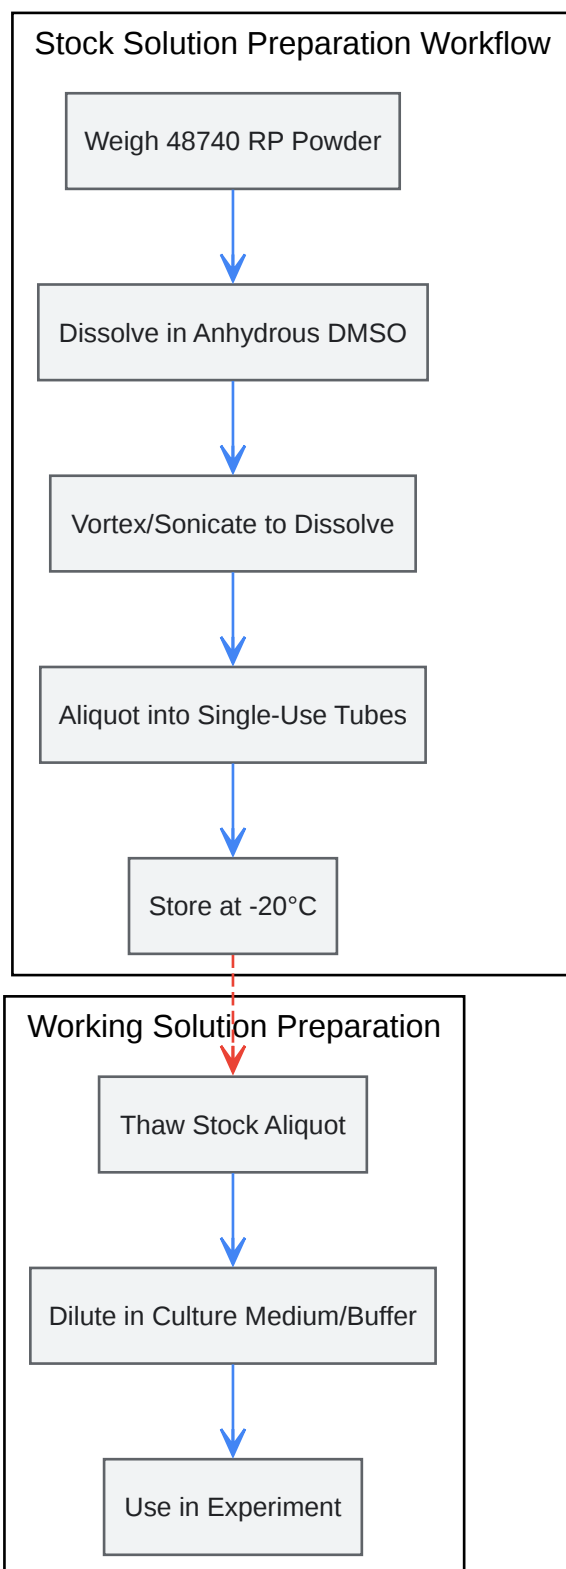 Stock Solution Preparation Workflow
Weigh 48740 RP Powder
Dissolve in Anhydrous DMSO
Vortex/Sonicate to Dissolve
Aliquot into Single-Use Tubes
Store at -20°C
Working Solution Preparation
Thaw Stock Aliquot
Dilute in Culture Medium/Buffer
Use in Experiment